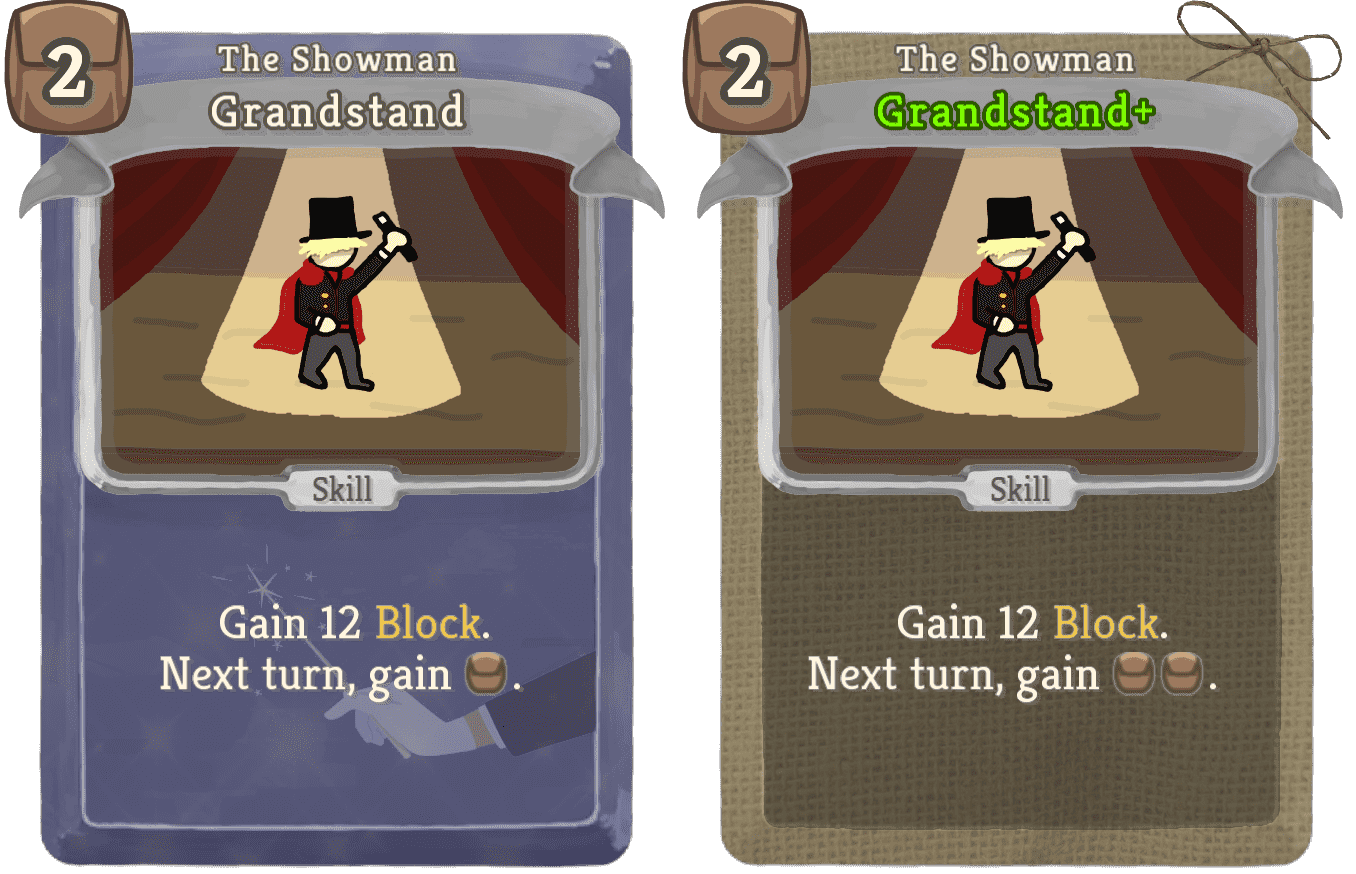 2
The Showman
Grandstand
Skill
Gain 12 Block.
Next turn, gain .
2
The Showman
Grandstand+
Skill
Gain 12 Block.
Next turn, gain .